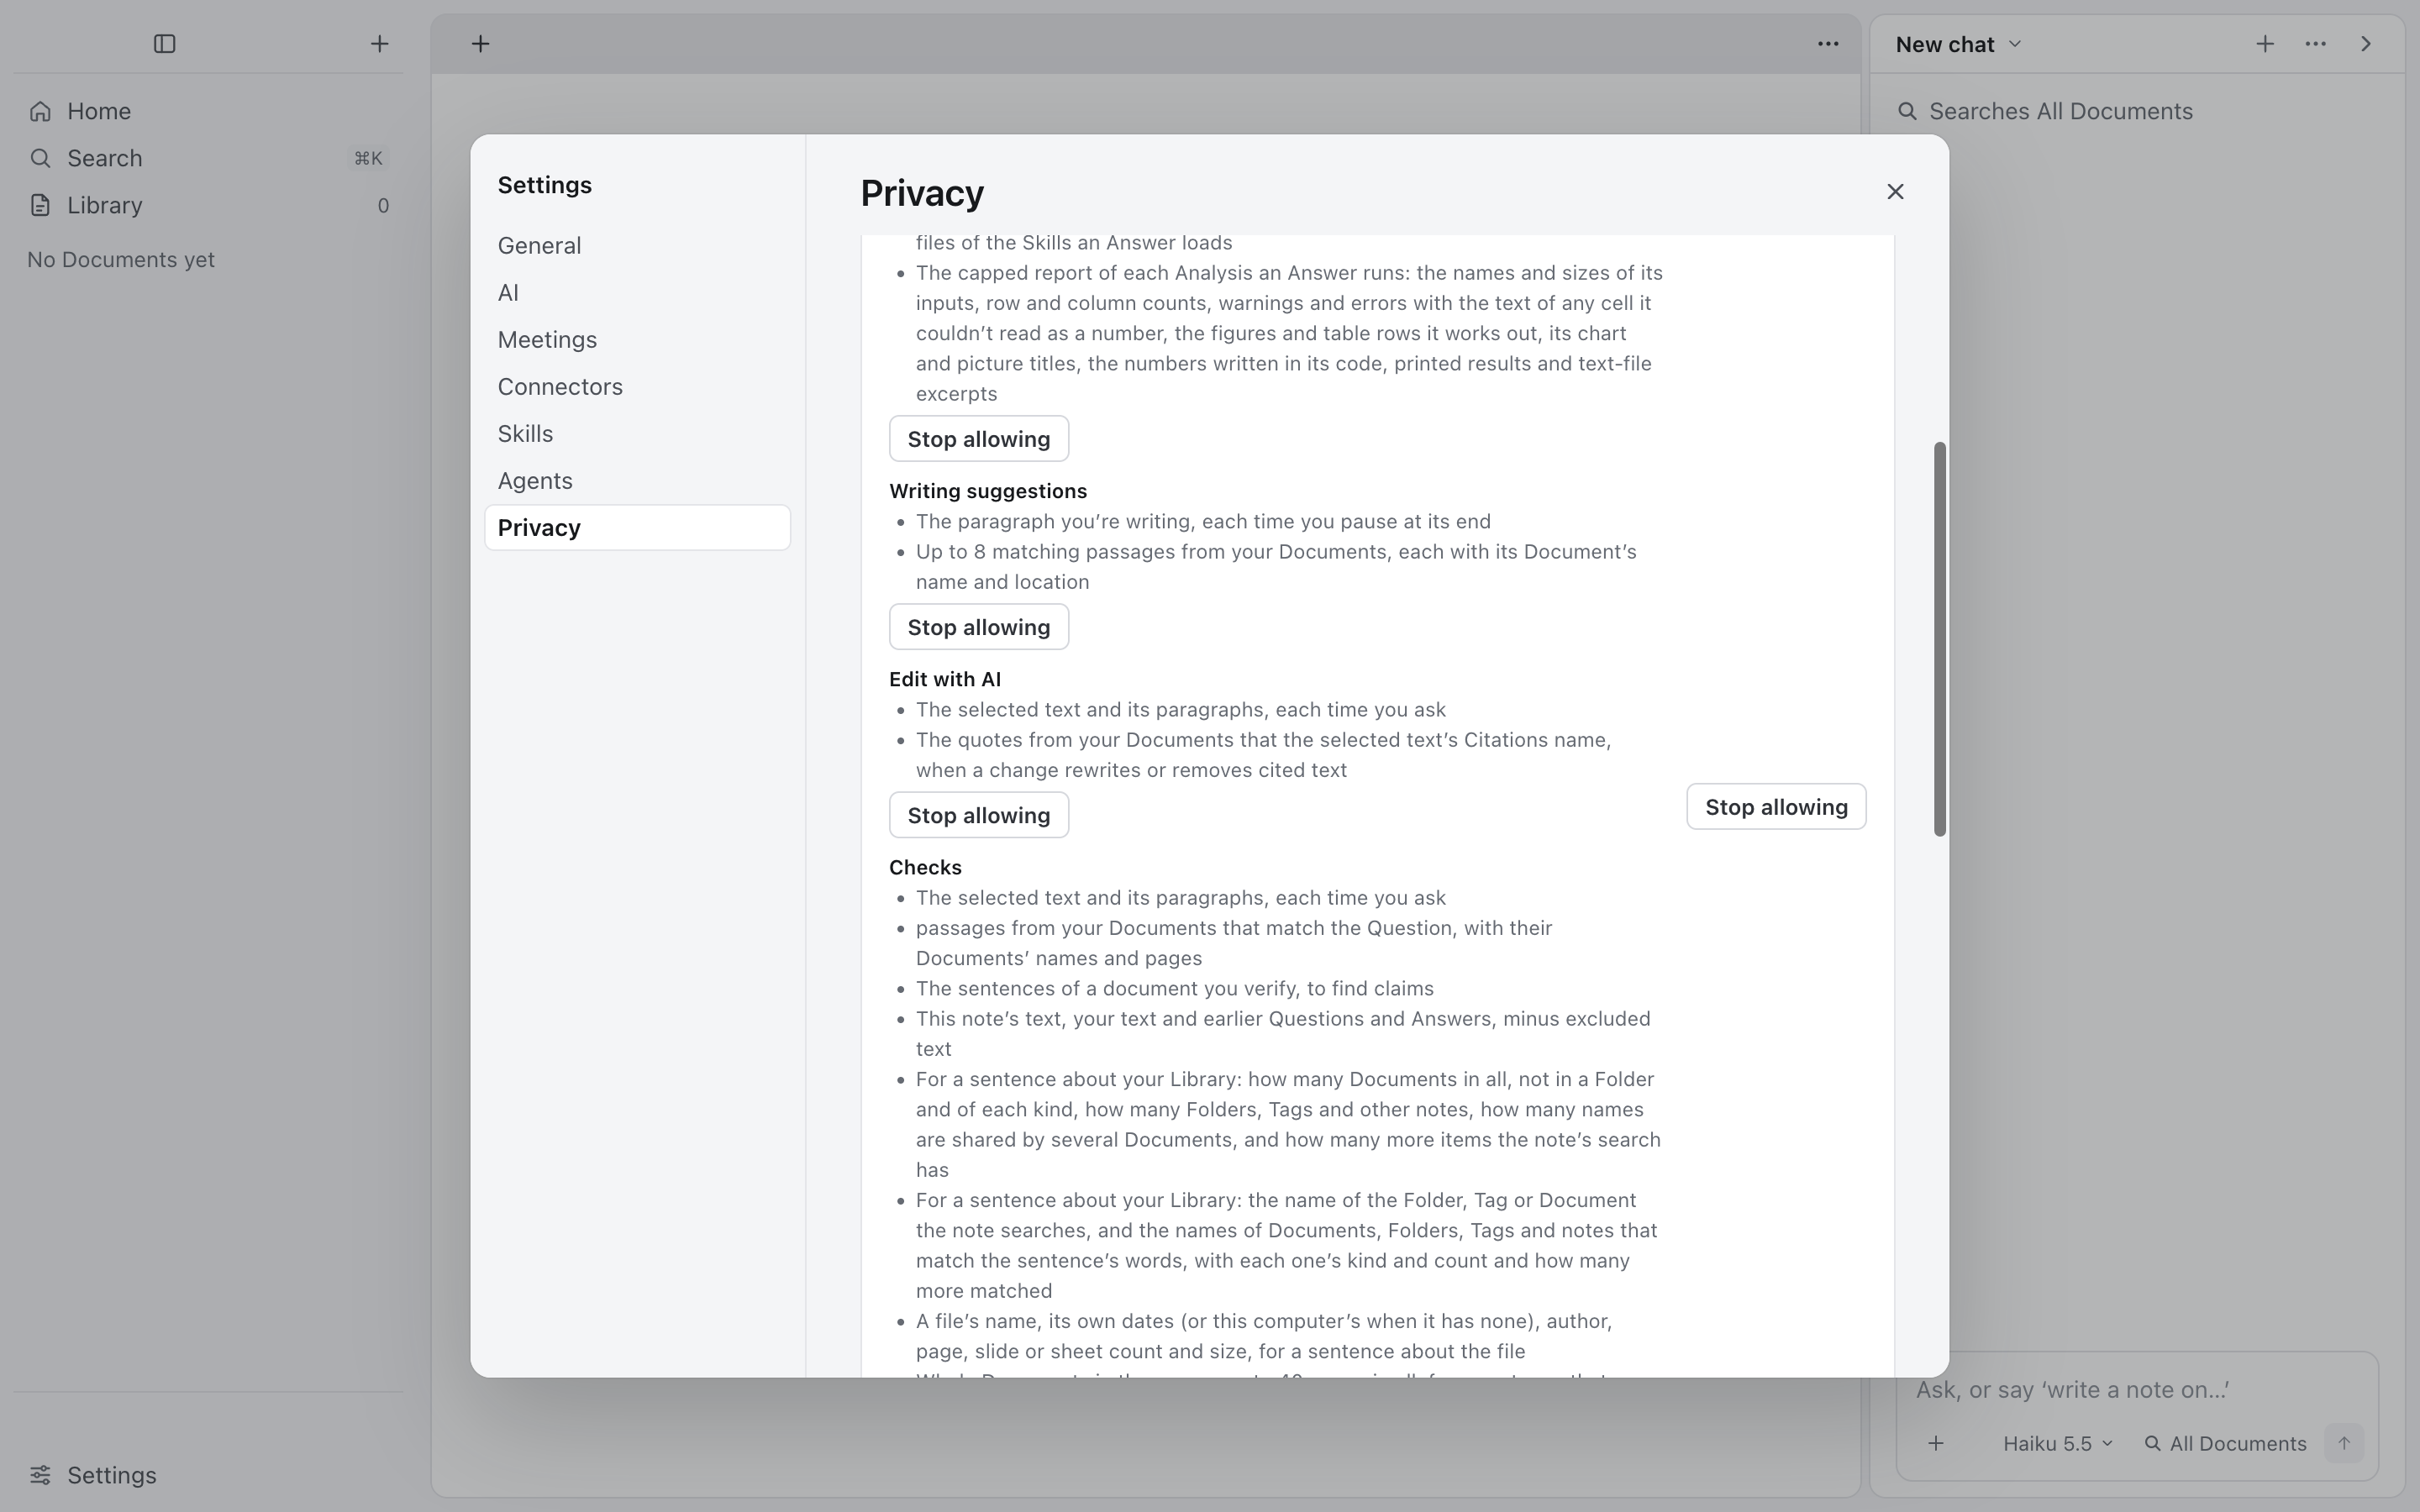 Home
Search
⌘K
Library
0
No Documents yet
Settings
New chat
Searches All Documents
Settings
General
AI
Meetings
Connectors
Skills
Agents
Privacy
Privacy
files of the Skills an Answer loads
• The capped report of each Analysis an Answer runs: the names and sizes of its
inputs, row and column counts, warnings and errors with the text of any cell it
couldn’t read as a number, the figures and table rows it works out, its chart
and picture titles, the numbers written in its code, printed results and text-file
excerpts
Stop allowing
Writing suggestions
• The paragraph you’re writing, each time you pause at its end
• Up to 8 matching passages from your Documents, each with its Document’s
name and location
Stop allowing
Edit with AI
• The selected text and its paragraphs, each time you ask
• The quotes from your Documents that the selected text’s Citations name,
when a change rewrites or removes cited text
Stop allowing
Stop allowing
Checks
• The selected text and its paragraphs, each time you ask
• passages from your Documents that match the Question, with their
Documents’ names and pages
• The sentences of a document you verify, to find claims
• This note’s text, your text and earlier Questions and Answers, minus excluded
text
• For a sentence about your Library: how many Documents in all, not in a Folder
and of each kind, how many Folders, Tags and other notes, how many names
are shared by several Documents, and how many more items the note’s search
has
• For a sentence about your Library: the name of the Folder, Tag or Document
the note searches, and the names of Documents, Folders, Tags and notes that
match the sentence’s words, with each one’s kind and count and how many
more matched
• A file’s name, its own dates (or this computer’s when it has none), author,
page, slide or sheet count and size, for a sentence about the file
Ask, or say ‘write a note on…’
Haiku 5.5
All Documents